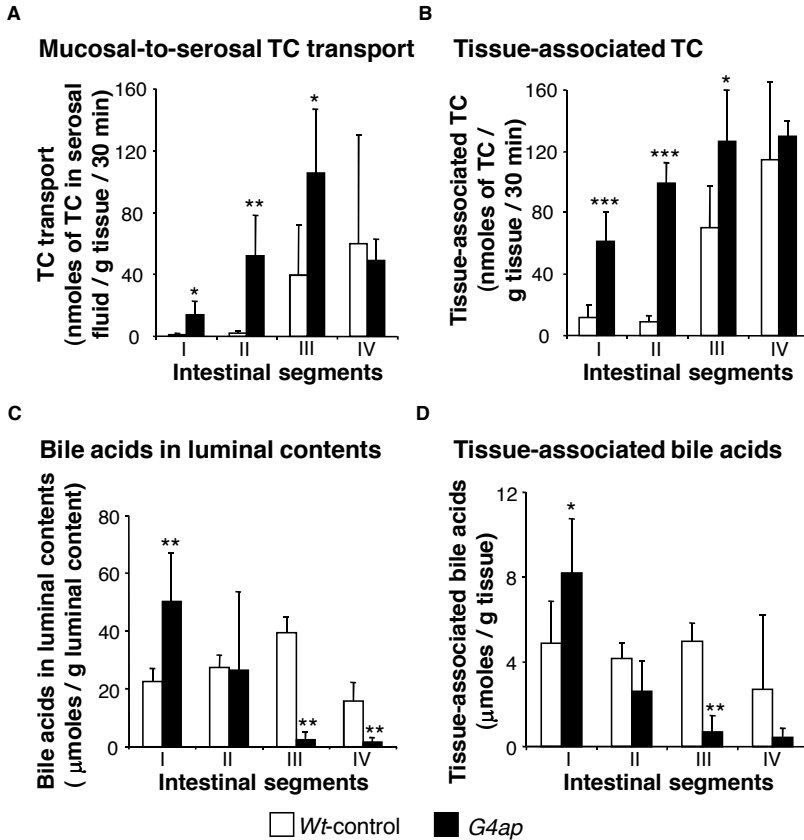 A
Mucosal-to-serosal TC transport
TC transport
(nmoles of TC in serosal
fluid / g tissue / 30 min)
160
120
80
40
0
*
**
*
I II III IV
Intestinal segments
B
Tissue-associated TC
Tissue-associated TC
(nmoles of TC /
g tissue / 30 min)
160
120
80
40
0
***
***
*
I II III IV
Intestinal segments
C
Bile acids in luminal contents
Bile acids in luminal contents
( μmoles / g luminal content)
80
60
40
20
0
**
**
**
I II III IV
Intestinal segments
D
Tissue-associated bile acids
Tissue-associated bile acids
(μmoles / g tissue)
12
8
4
0
*
**
I II III IV
Intestinal segments
Wt-control G4ap